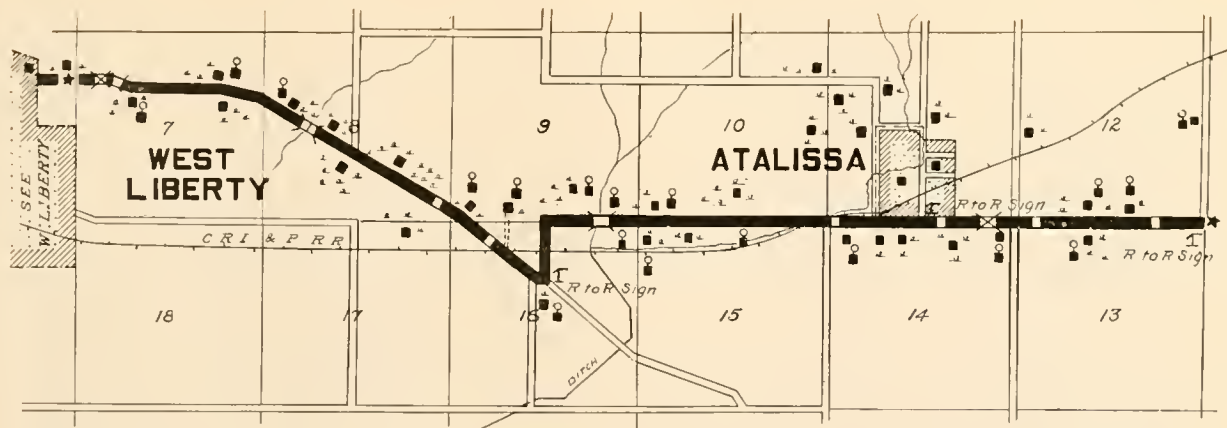 7
8
9
10
12
WEST
LIBERTY
ATALISSA
SEE
W. LIBERTY
R to R Sign
C R I & P R R
R to R Sign
R to R Sign
18
17
16
15
14
13
DITCH